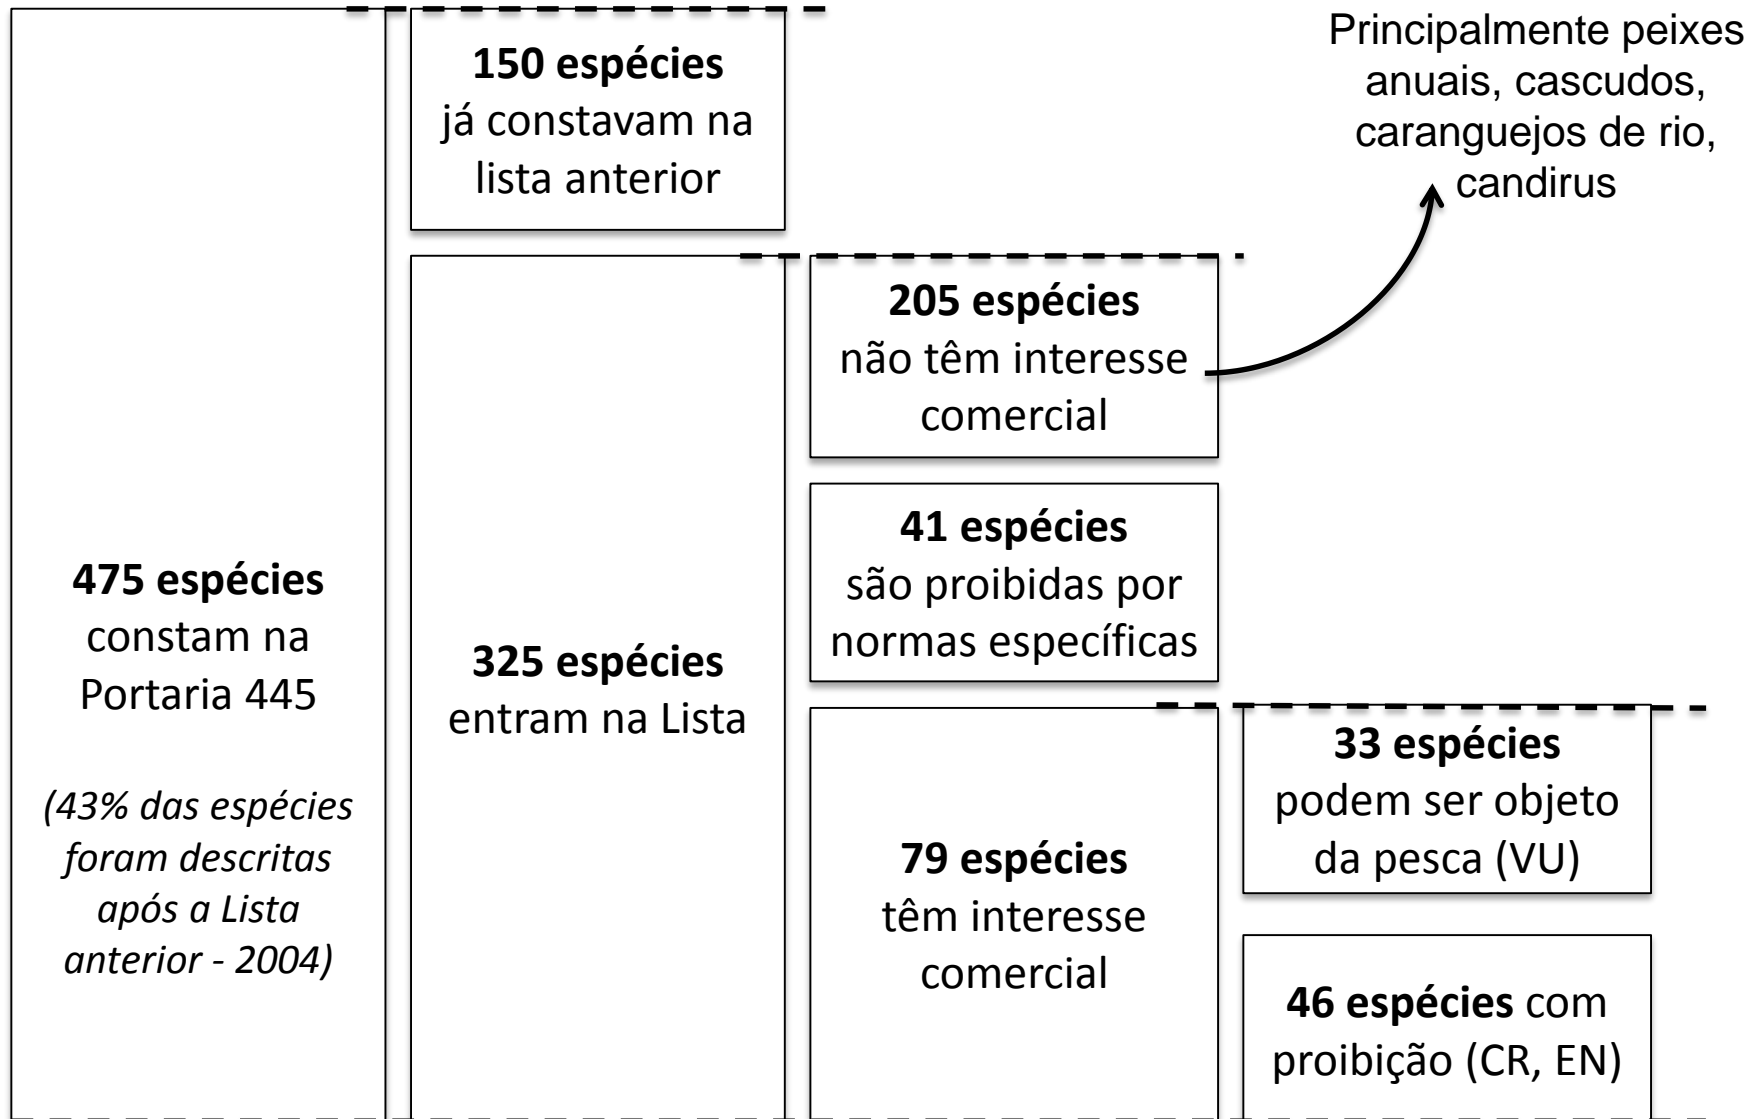 475 espécies
constam na
Portaria 445
(43% das espécies
foram descritas
após a Lista
anterior - 2004)
150 espécies
já constavam na
lista anterior
325 espécies
entram na Lista
205 espécies
não têm interesse
comercial
41 espécies
são proibidas por
normas específicas
79 espécies
têm interesse
comercial
Principalmente peixes
anuais, cascudos,
caranguejos de rio,
candirus
33 espécies
podem ser objeto
da pesca (VU)
46 espécies com
proibição (CR, EN)